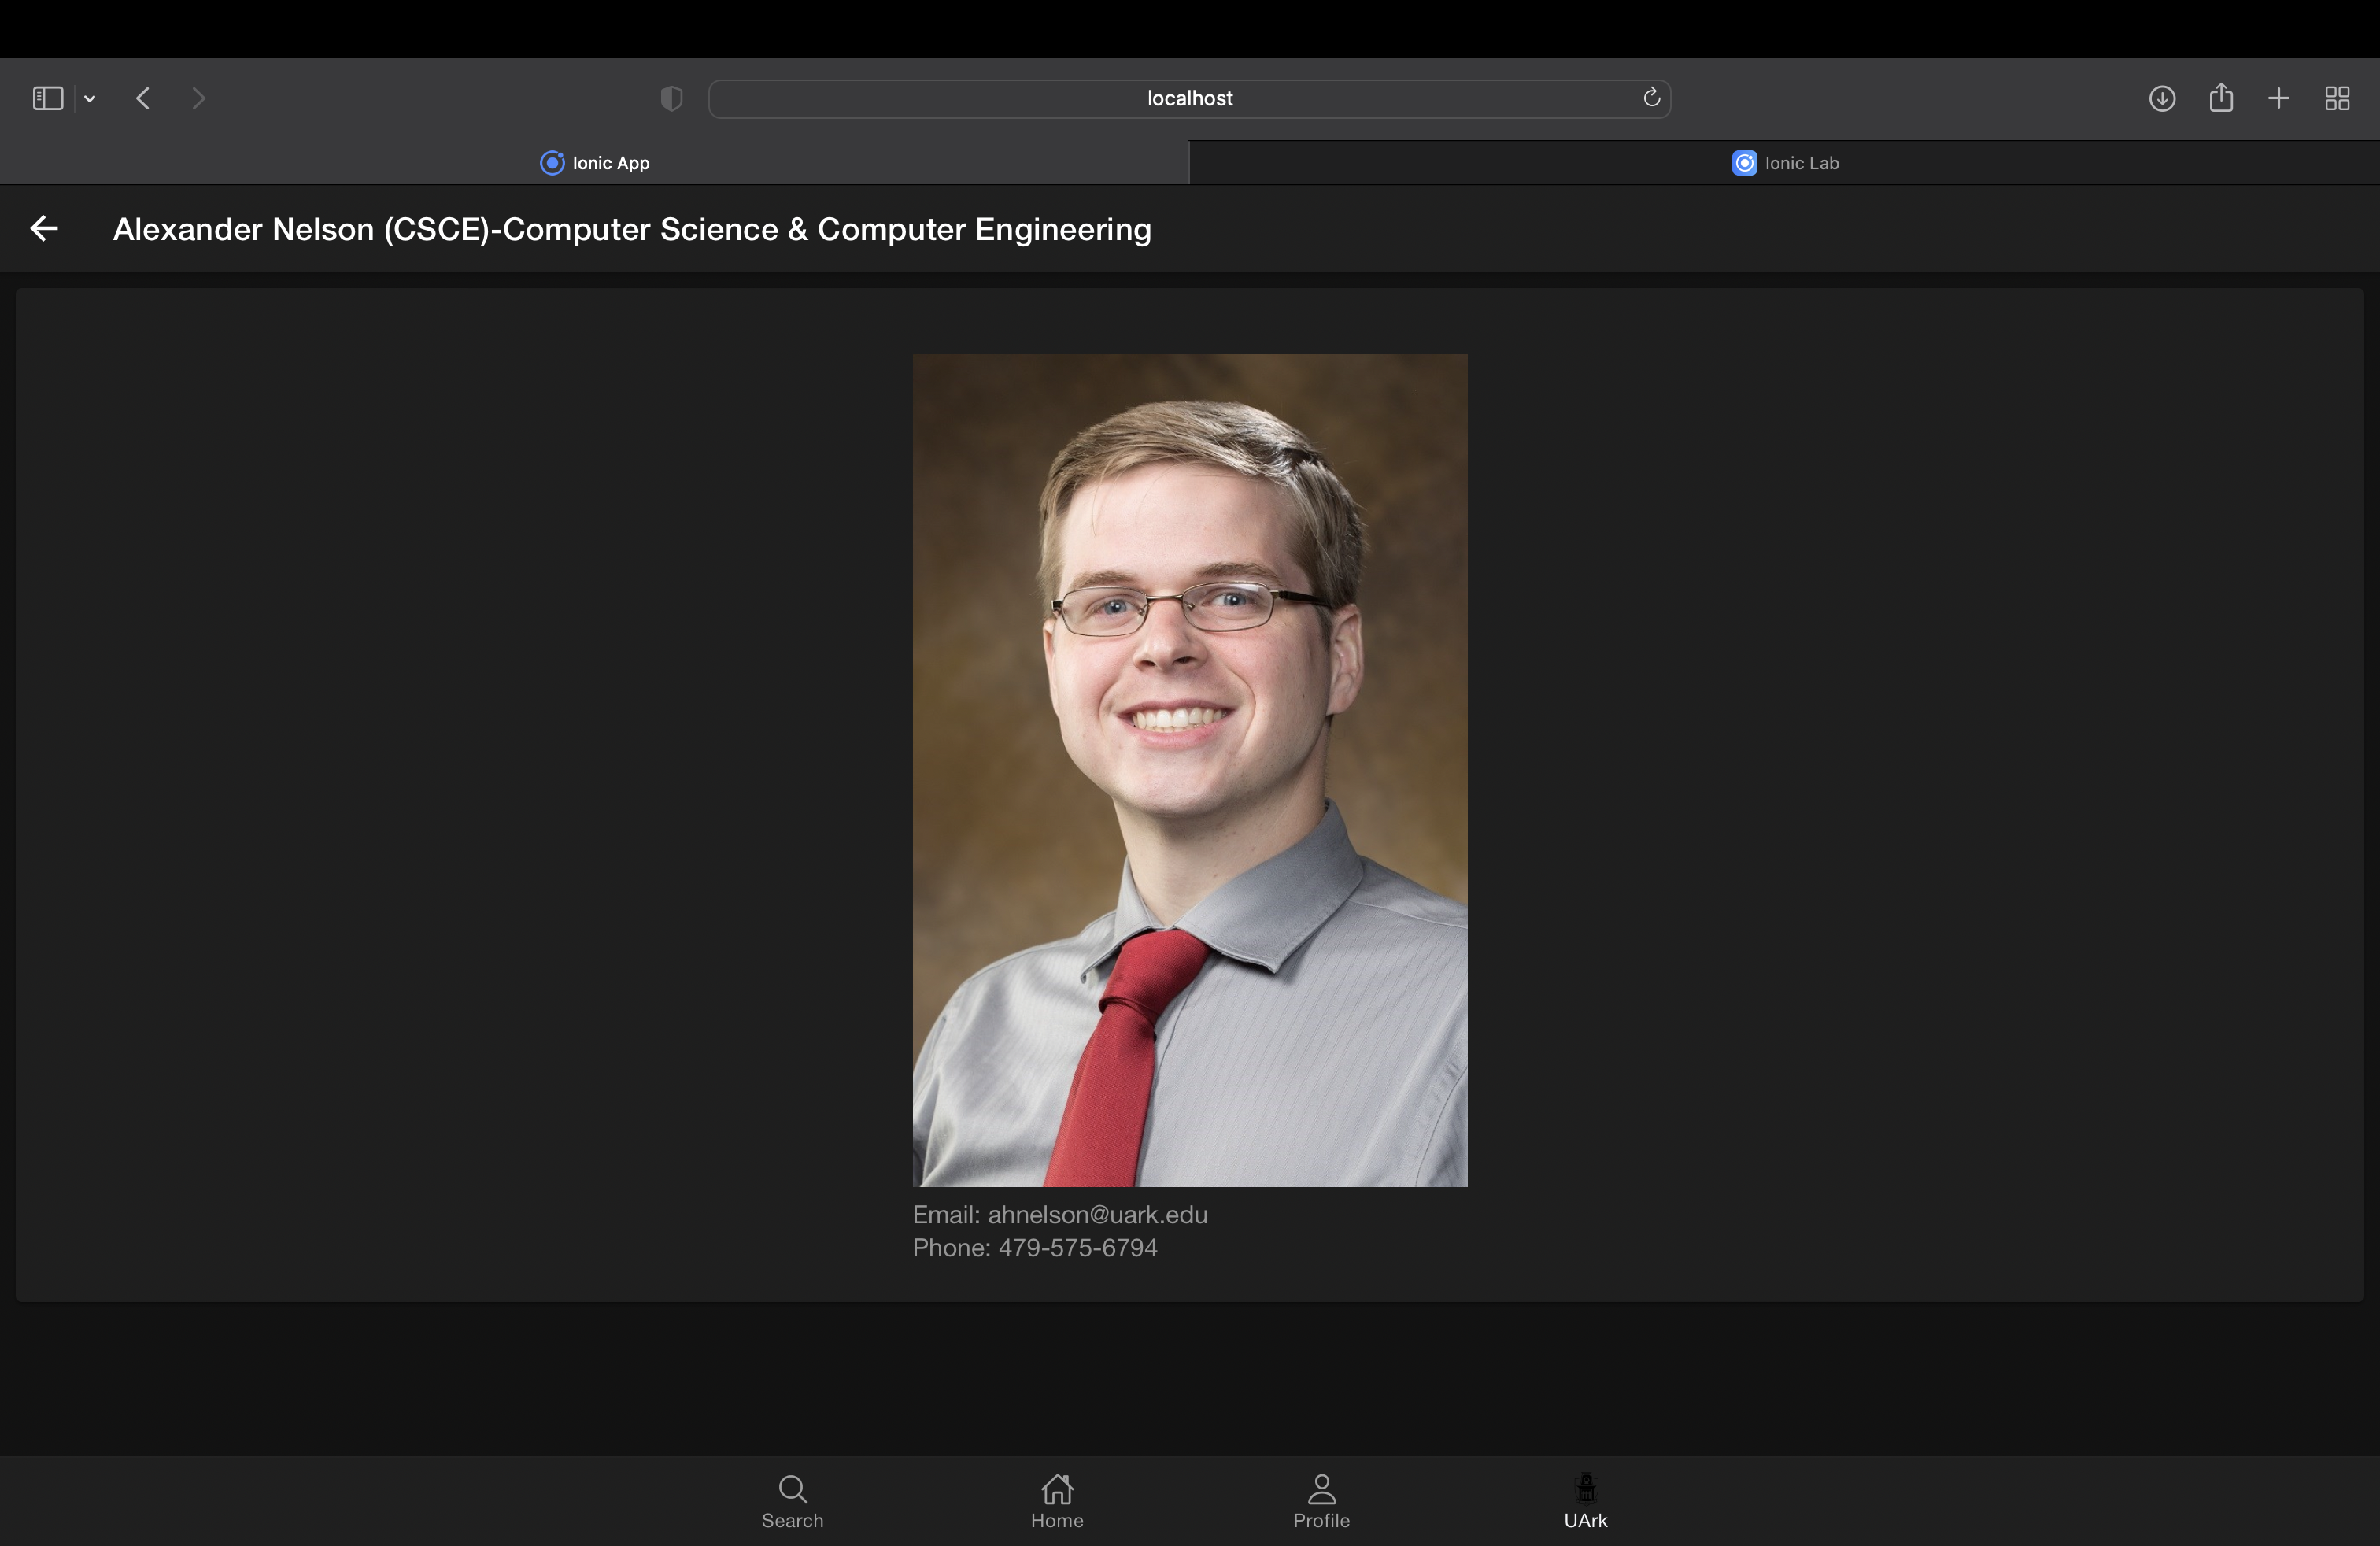 localhost
Ionic App
Ionic Lab
Alexander Nelson (CSCE)-Computer Science & Computer Engineering
Email: ahnelson@uark.edu
Phone: 479-575-6794
Search
Home
Profile
UArk